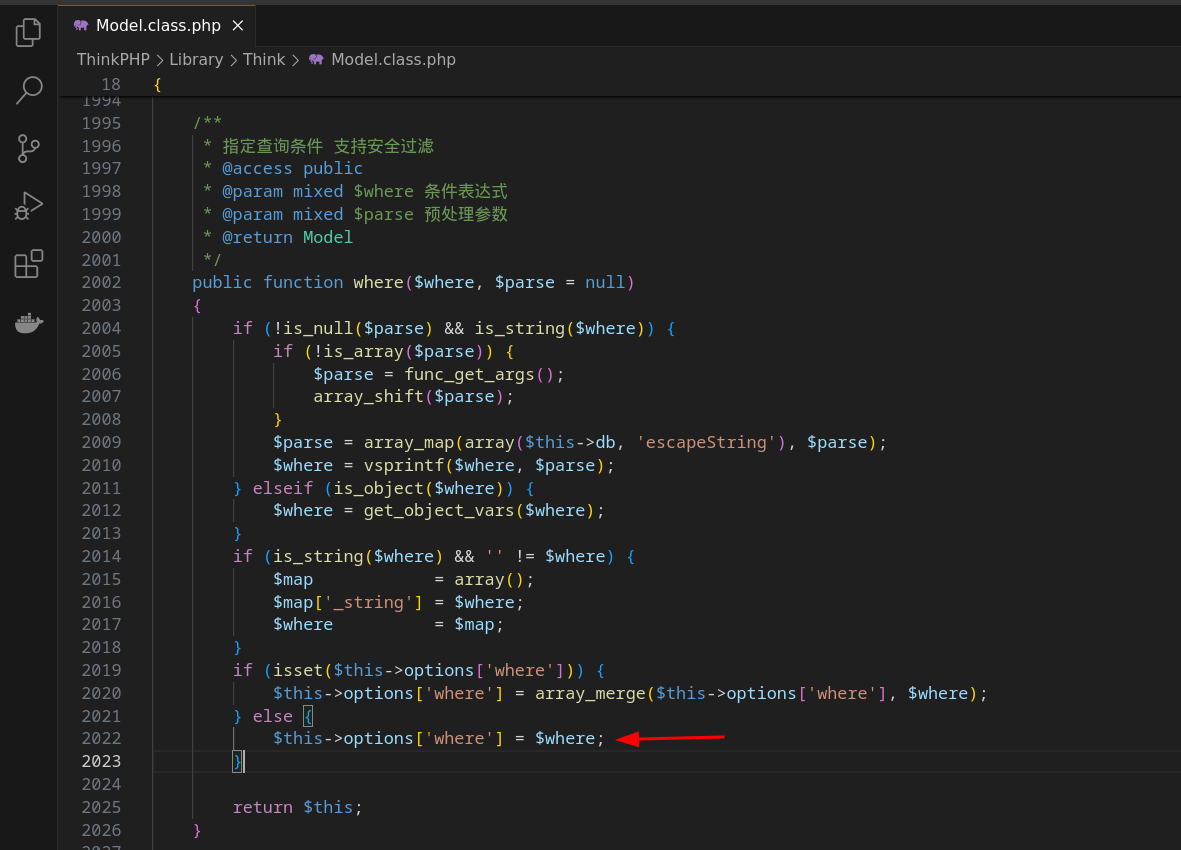 Model.class.php
ThinkPHP > Library > Think > Model.class.php
18 {
1994
1995 /**
1996 * 指定查询条件 支持安全过滤
1997 * @access public
1998 * @param mixed $where 条件表达式
1999 * @param mixed $parse 预处理参数
2000 * @return Model
2001 */
2002 public function where($where, $parse = null)
2003 {
2004 if (!is_null($parse) && is_string($where)) {
2005 if (!is_array($parse)) {
2006 $parse = func_get_args();
2007 array_shift($parse);
2008 }
2009 $parse = array_map(array($this->db, 'escapeString'), $parse);
2010 $where = vsprintf($where, $parse);
2011 } elseif (is_object($where)) {
2012 $where = get_object_vars($where);
2013 }
2014 if (is_string($where) && '' != $where) {
2015 $map = array();
2016 $map['_string'] = $where;
2017 $where = $map;
2018 }
2019 if (isset($this->options['where'])) {
2020 $this->options['where'] = array_merge($this->options['where'], $where);
2021 } else {
2022 $this->options['where'] = $where;
2023 }
2024
2025 return $this;
2026 }
2027